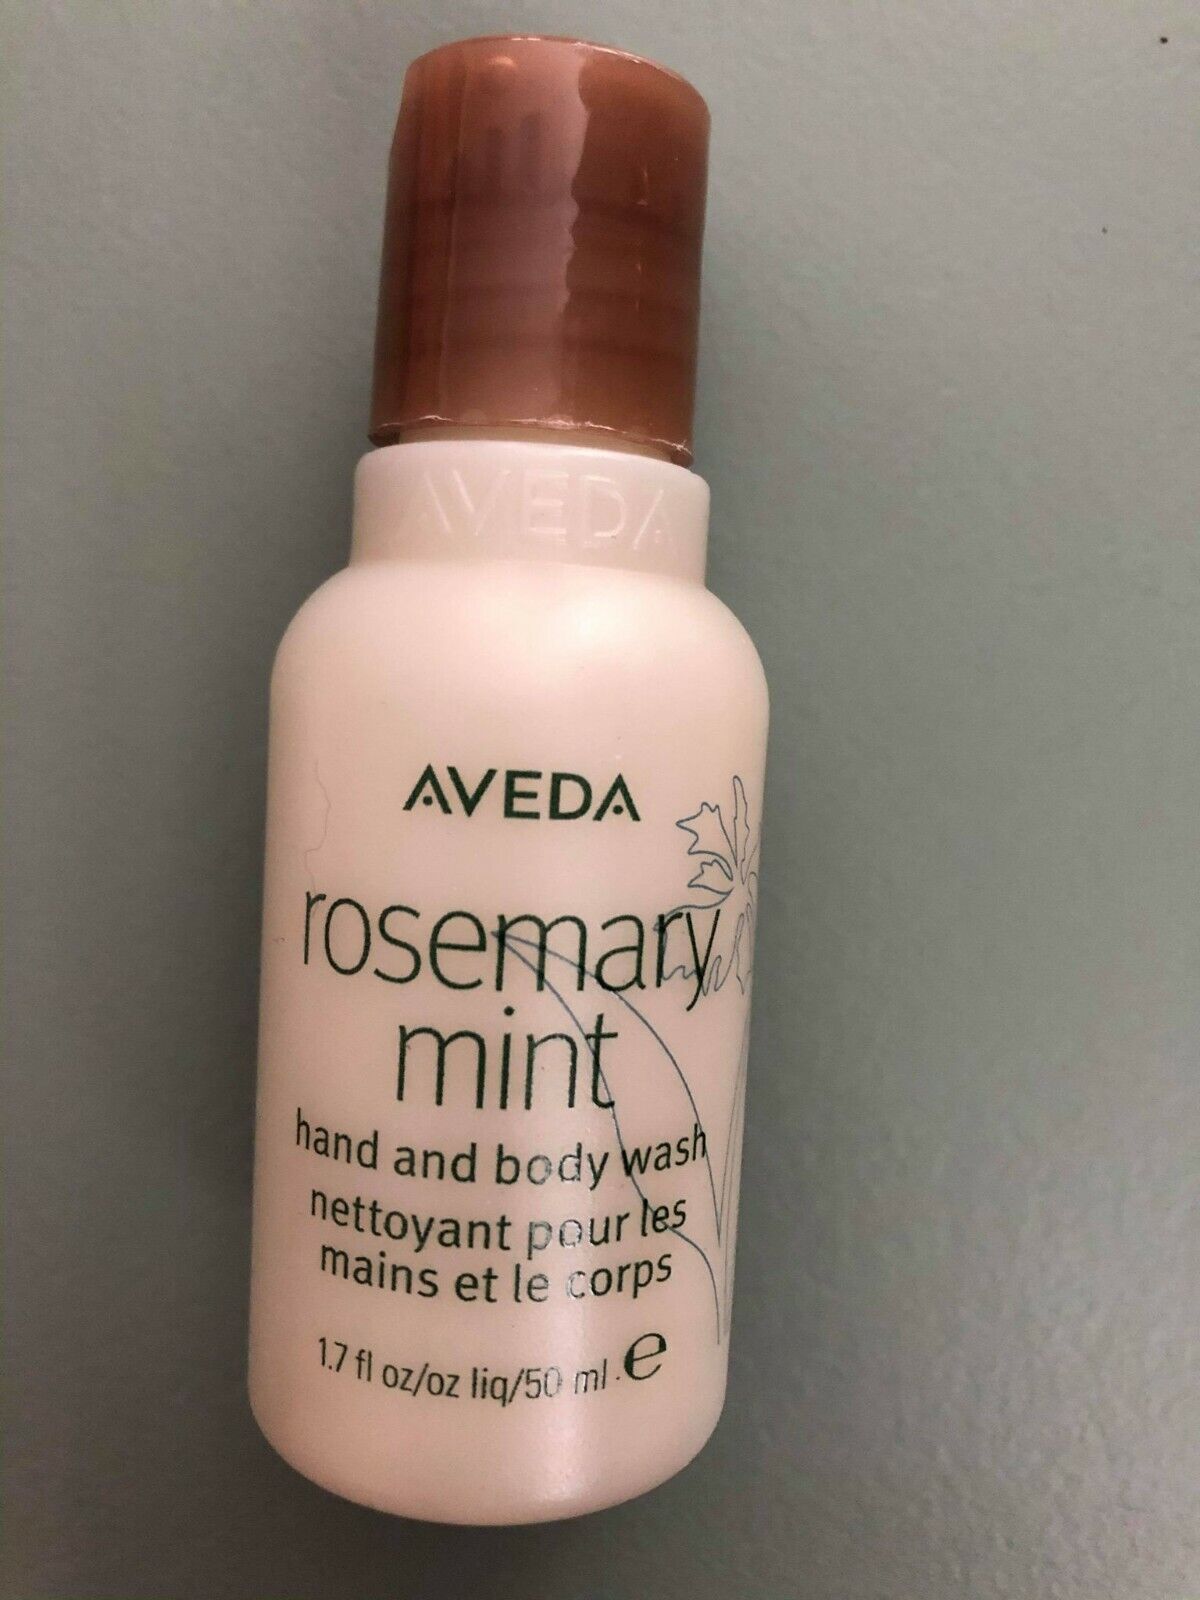 AVEDA
AVEDA
rosemary
mint
hand and body wash
nettoyant pour les
mains et le corps
1.7 fl oz/oz liq/50 ml ℮